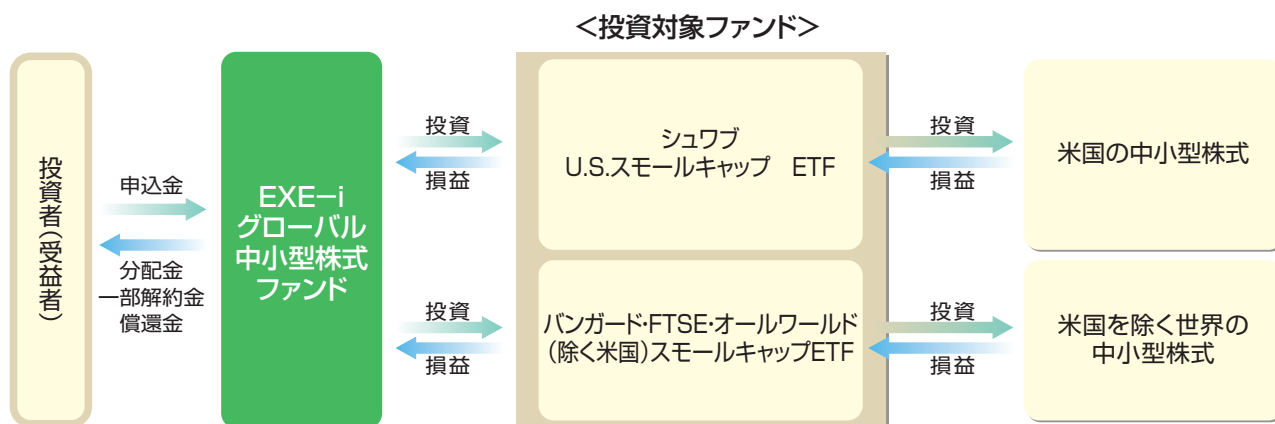 <投資対象ファンド>
投資者(受益者)
申込金
分配金
一部解約金
償還金
EXE-i
グローバル
中小型株式
ファンド
投資
損益
シュワブ
U.S.スモールキャップ　ETF
投資
損益
米国の中小型株式
投資
損益
バンガード・FTSE・オールワールド
(除く米国)スモールキャップETF
投資
損益
米国を除く世界の
中小型株式